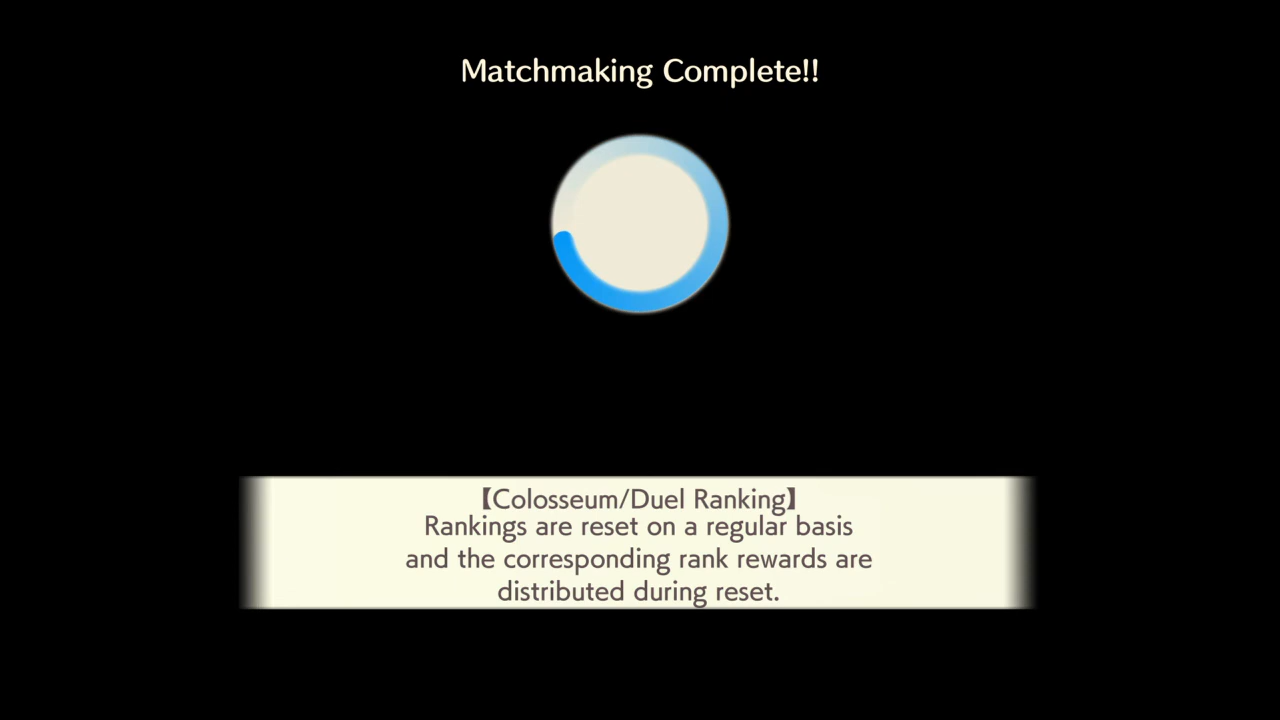 Matchmaking Complete!!
【Colosseum/Duel Ranking】
Rankings are reset on a regular basis
and the corresponding rank rewards are
distributed during reset.